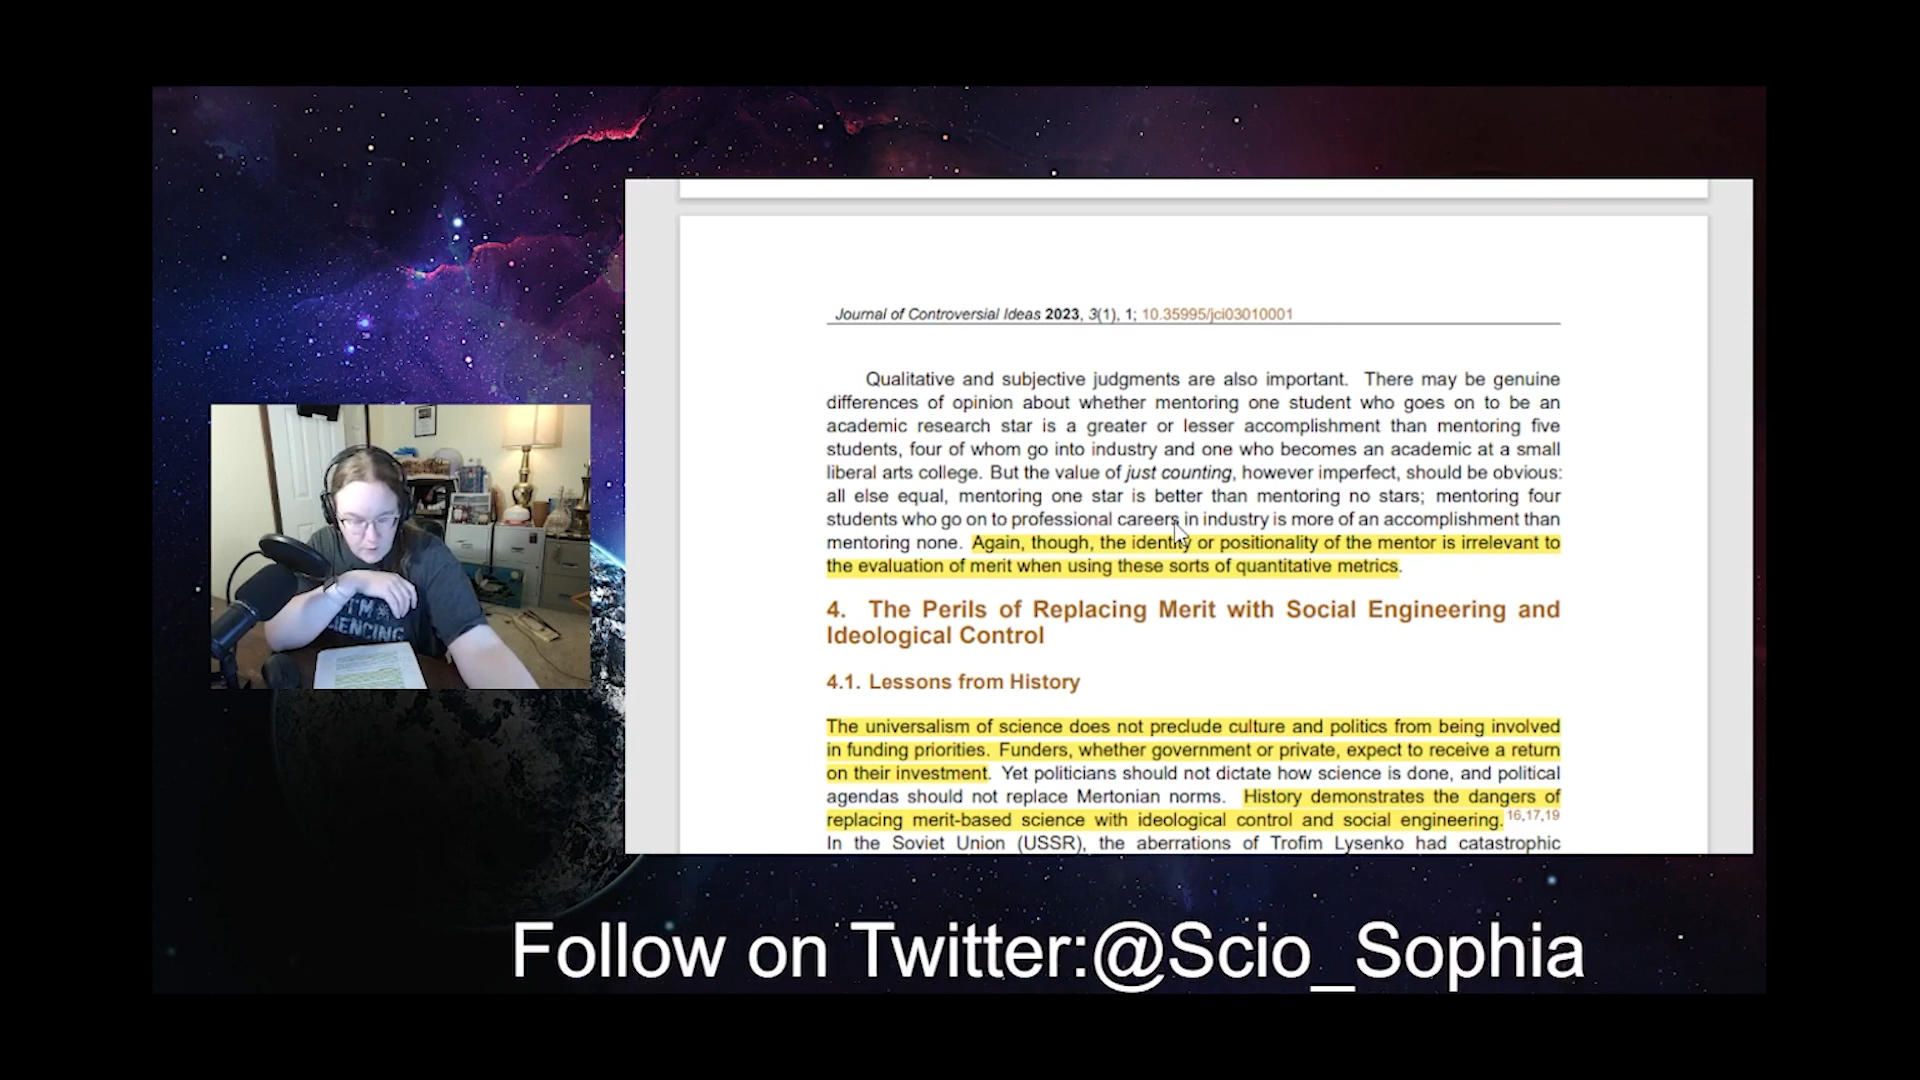 Journal of Controversial Ideas 2023, 3(1), 1; 10.35995/jci03010001
Qualitative and subjective judgments are also important. There may be genuine
differences of opinion about whether mentoring one student who goes on to be an
academic research star is a greater or lesser accomplishment than mentoring five
students, four of whom go into industry and one who becomes an academic at a small
liberal arts college. But the value of just counting, however imperfect, should be obvious:
all else equal, mentoring one star is better than mentoring no stars; mentoring four
students who go on to professional careers in industry is more of an accomplishment than
mentoring none. Again, though, the identity or positionality of the mentor is irrelevant to
the evaluation of merit when using these sorts of quantitative metrics.
4. The Perils of Replacing Merit with Social Engineering and
Ideological Control
4.1. Lessons from History
The universalism of science does not preclude culture and politics from being involved
in funding priorities. Funders, whether government or private, expect to receive a return
on their investment. Yet politicians should not dictate how science is done, and political
agendas should not replace Mertonian norms. History demonstrates the dangers of
replacing merit-based science with ideological control and social engineering.16,17,19
In the Soviet Union (USSR), the aberrations of Trofim Lysenko had catastrophic
I'M
Follow on Twitter:@Scio_Sophia